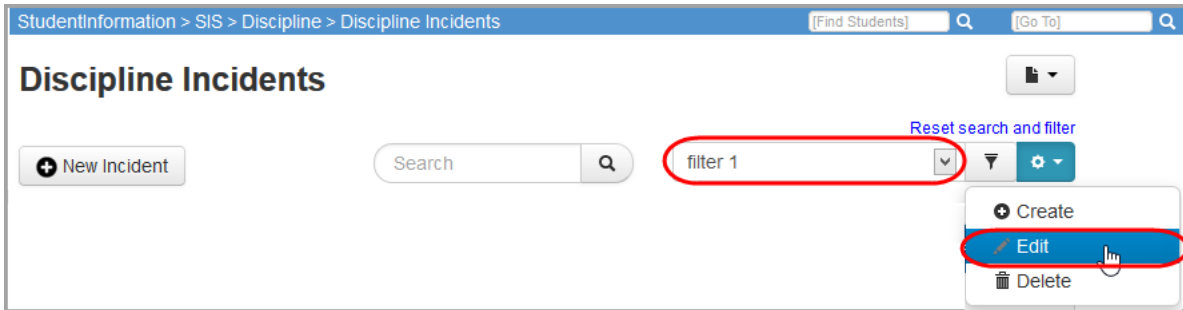 StudentInformation > SIS > Discipline > Discipline Incidents [Find Students] [Go To]
Discipline Incidents
Reset search and filter
New Incident Search filter 1
Create
Edit
Delete